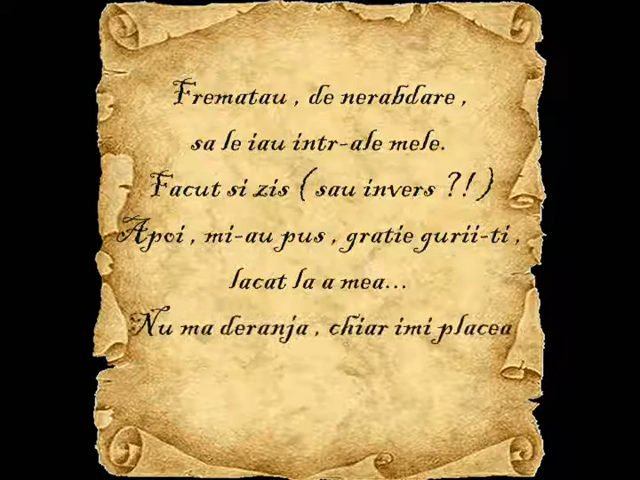 Frematau , de nerabdare ,
sa le iau intr-ale mele.
Facut si zis ( sau invers ?! )
Apoi , mi-au pus , gratie gurii-ti ,
lacat la a mea...
Nu ma deranja , chiar imi placea